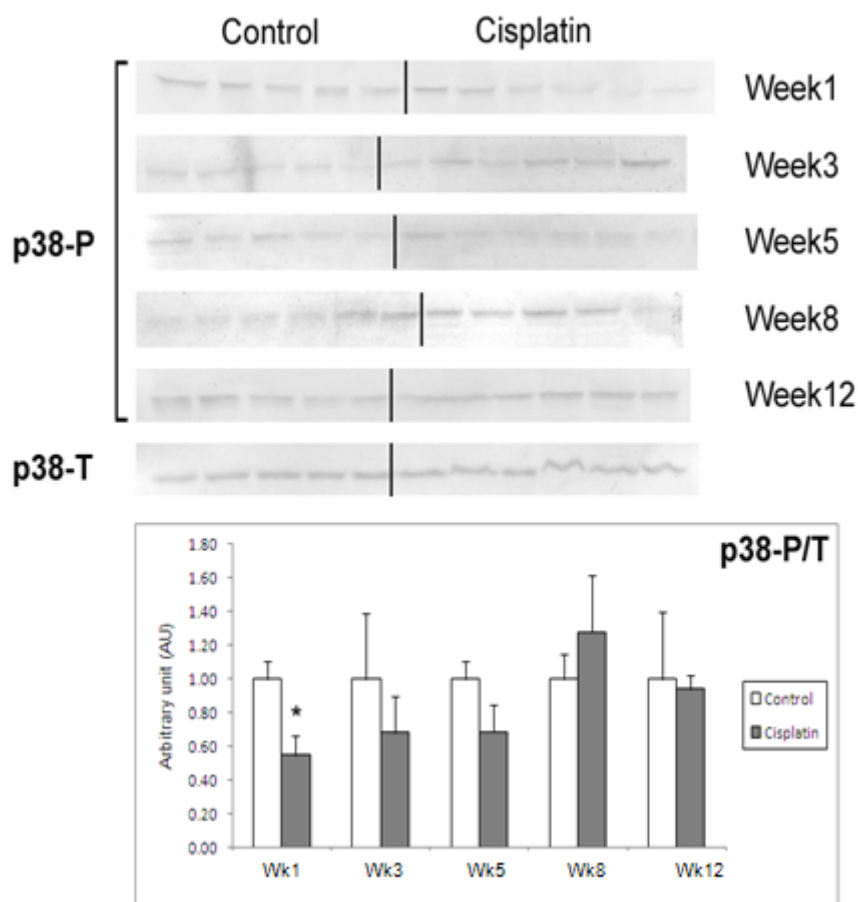 Control Cisplatin
Week1
Week3
p38-P Week5
Week8
Week12
p38-T
p38-P/T
1.80
1.60
1.40
1.20
1.00
0.80
0.60
0.40
0.20
0.00
Arbitrary unit (AU)
*
Control
Cisplatin
Wk1 Wk3 Wk5 Wk8 Wk12